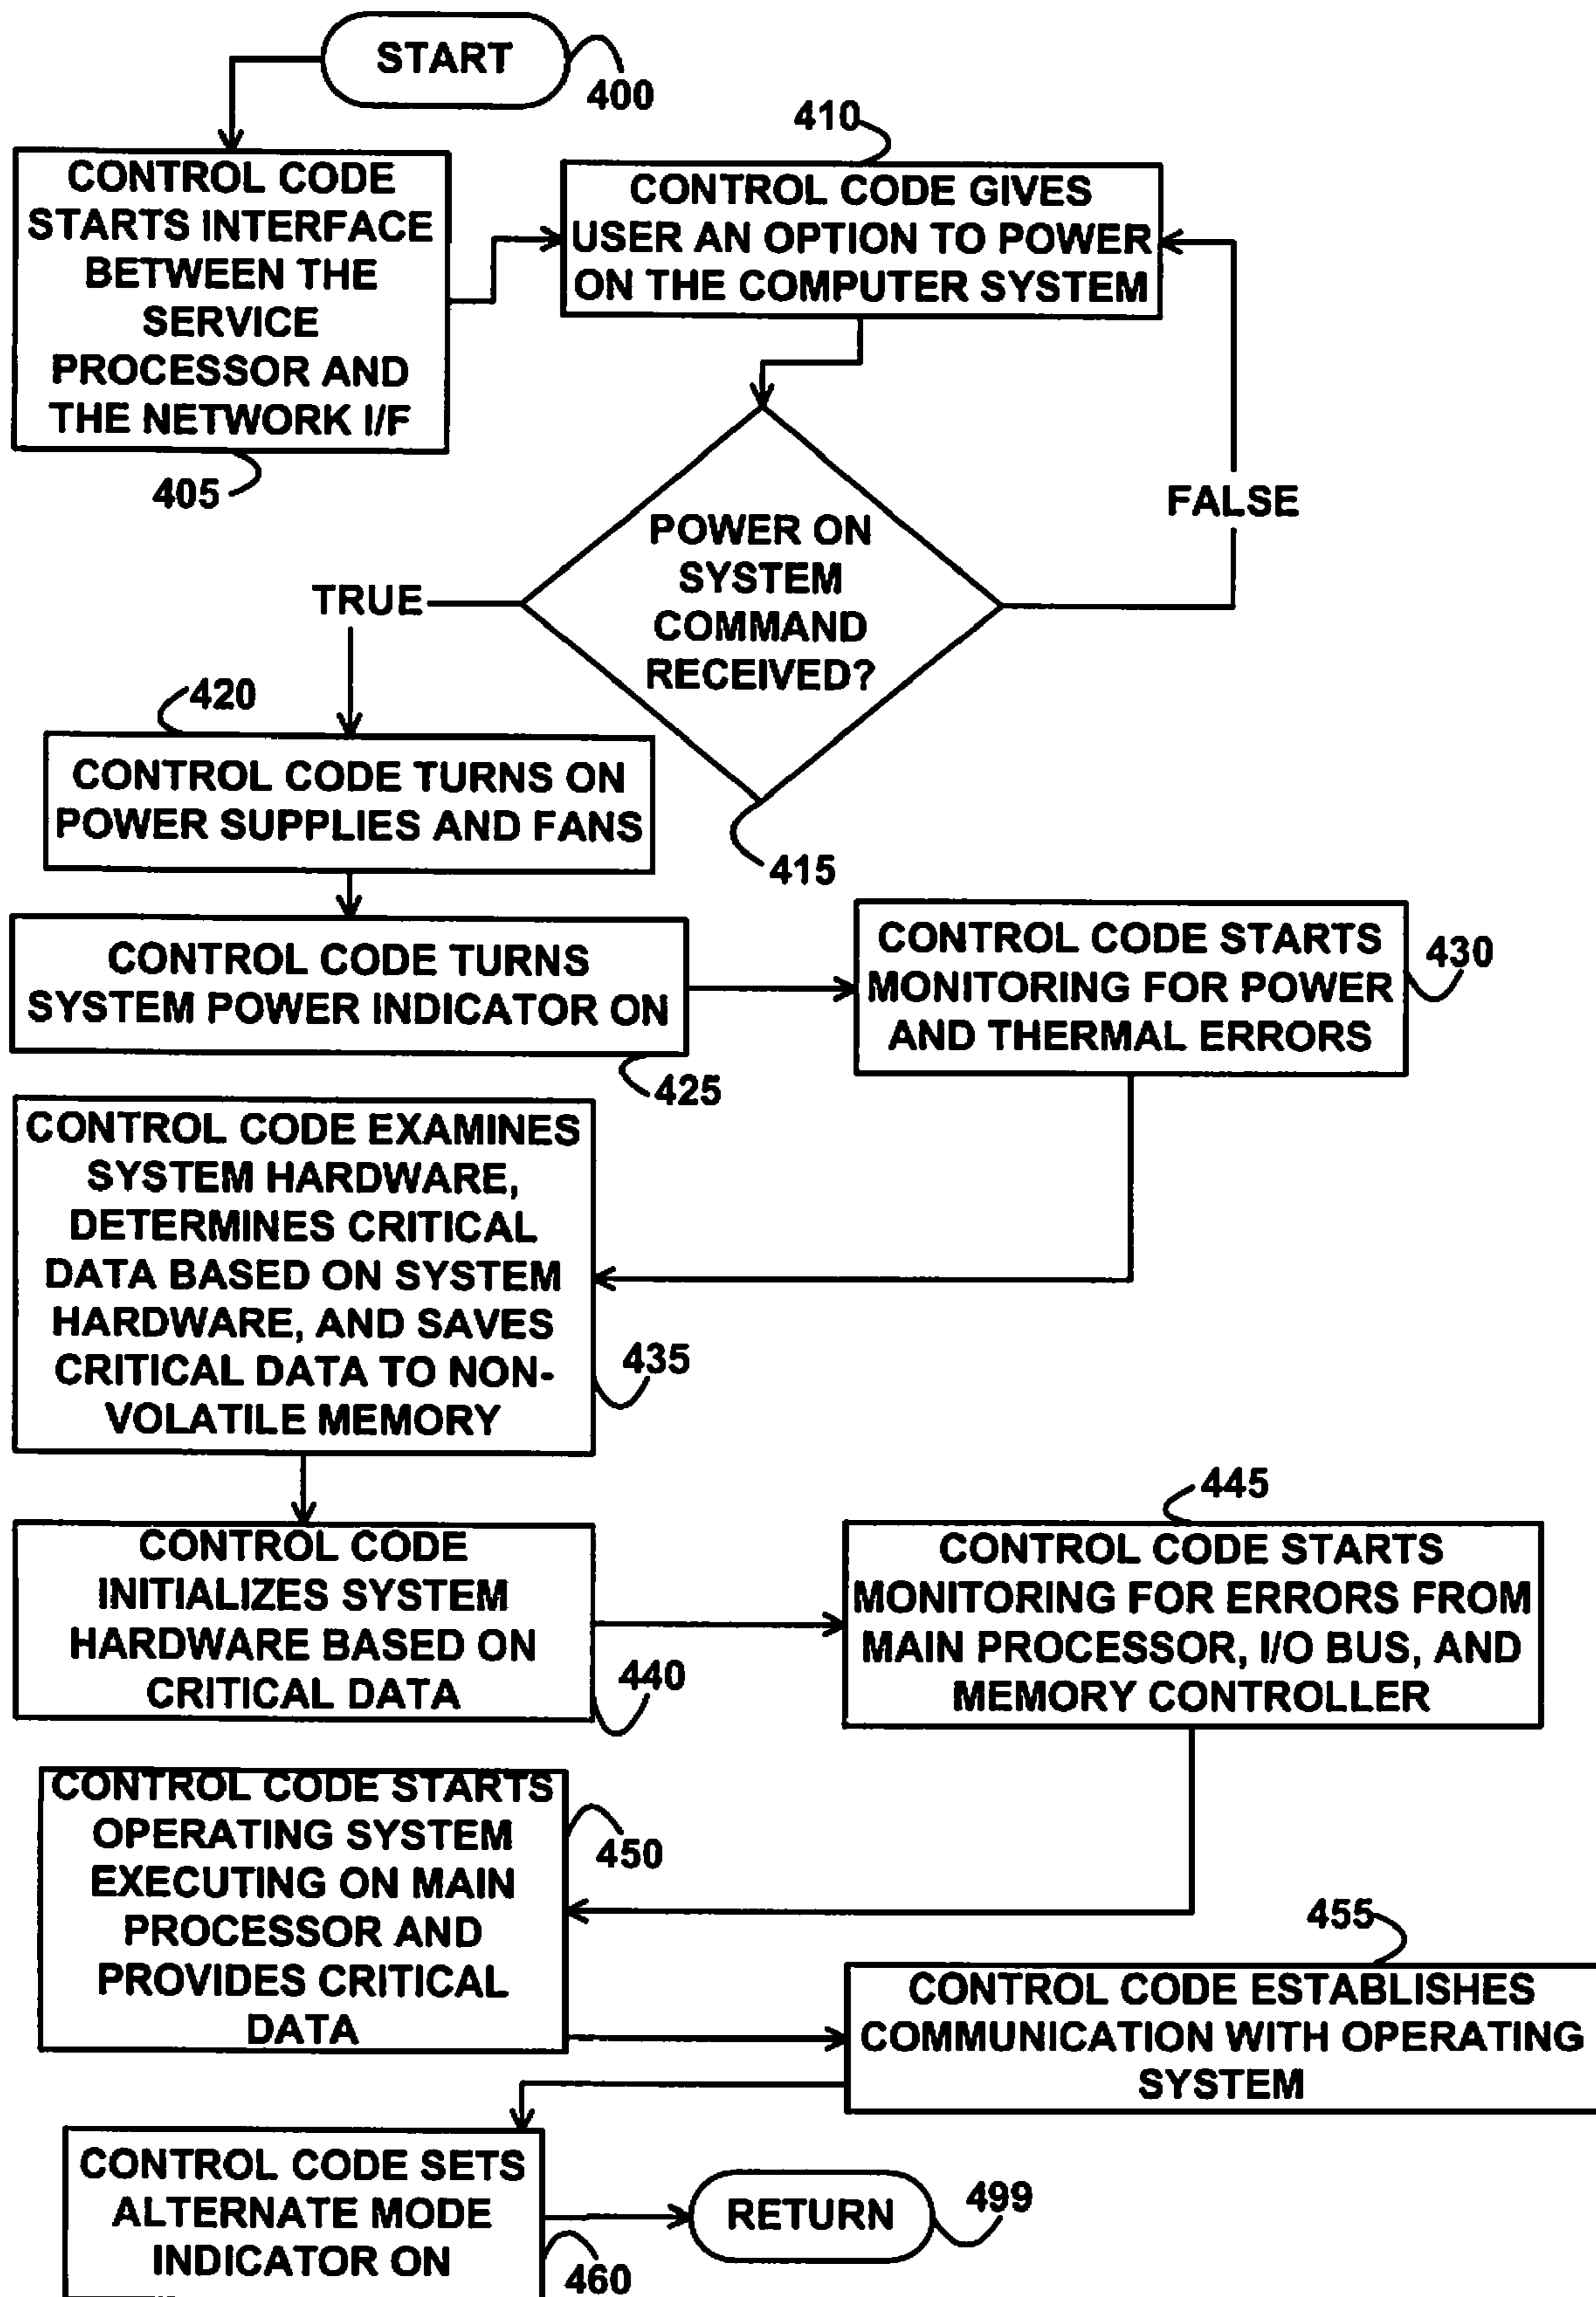 START
400
CONTROL CODE
STARTS INTERFACE
BETWEEN THE
SERVICE
PROCESSOR AND
THE NETWORK I/F
405
410
CONTROL CODE GIVES
USER AN OPTION TO POWER
ON THE COMPUTER SYSTEM
POWER ON
SYSTEM
COMMAND
RECEIVED?
415
FALSE
TRUE
420
CONTROL CODE TURNS ON
POWER SUPPLIES AND FANS
CONTROL CODE TURNS
SYSTEM POWER INDICATOR ON
425
CONTROL CODE STARTS
MONITORING FOR POWER
AND THERMAL ERRORS
430
CONTROL CODE EXAMINES
SYSTEM HARDWARE,
DETERMINES CRITICAL
DATA BASED ON SYSTEM
HARDWARE, AND SAVES
CRITICAL DATA TO NON-
VOLATILE MEMORY
435
CONTROL CODE
INITIALIZES SYSTEM
HARDWARE BASED ON
CRITICAL DATA
440
445
CONTROL CODE STARTS
MONITORING FOR ERRORS FROM
MAIN PROCESSOR, I/O BUS, AND
MEMORY CONTROLLER
CONTROL CODE STARTS
OPERATING SYSTEM
EXECUTING ON MAIN
PROCESSOR AND
PROVIDES CRITICAL
DATA
450
455
CONTROL CODE ESTABLISHES
COMMUNICATION WITH OPERATING
SYSTEM
CONTROL CODE SETS
ALTERNATE MODE
INDICATOR ON
460
RETURN
499